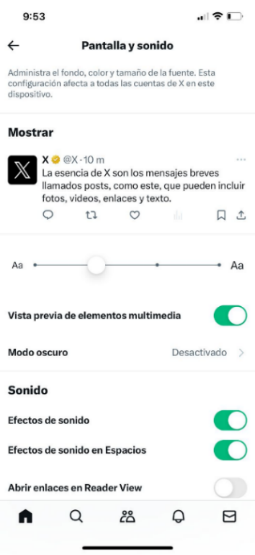 9:53
Pantalla y sonido
Administra el fondo, color y tamaño de la fuente. Esta
configuración afecta a todas las cuentas de X en este
dispositivo.
Mostrar
X @X·10 m
La esencia de X son los mensajes breves
llamados posts, como este, que pueden incluir
fotos, videos, enlaces y texto.
Aa Aa
Vista previa de elementos multimedia
Modo oscuro Desactivado
Sonido
Efectos de sonido
Efectos de sonido en Espacios
Abrir enlaces en Reader View